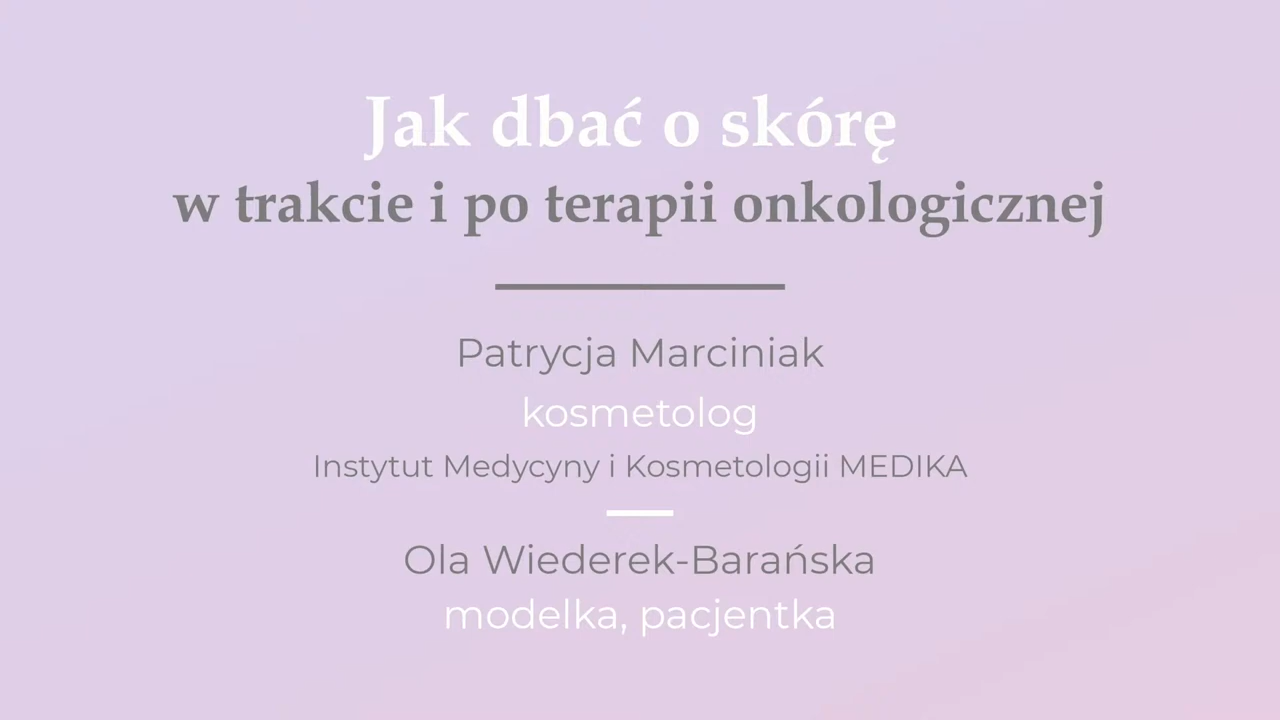 Jak dbać o skórę
w trakcie i po terapii onkologicznej
Patrycja Marciniak
kosmetolog
Instytut Medycyny i Kosmetologii MEDIKA
Ola Wiederek-Barańska
modelka, pacjentka